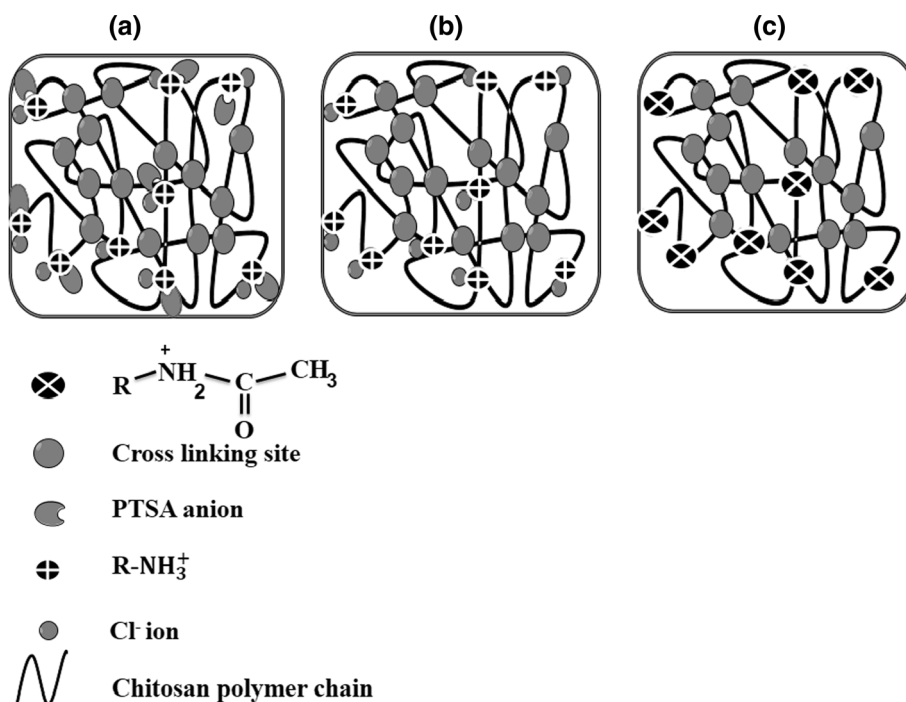 (a) (b) (c)
+
R NH2 C CH3
O
Cross linking site
PTSA anion
R-NH3+
Cl- ion
Chitosan polymer chain